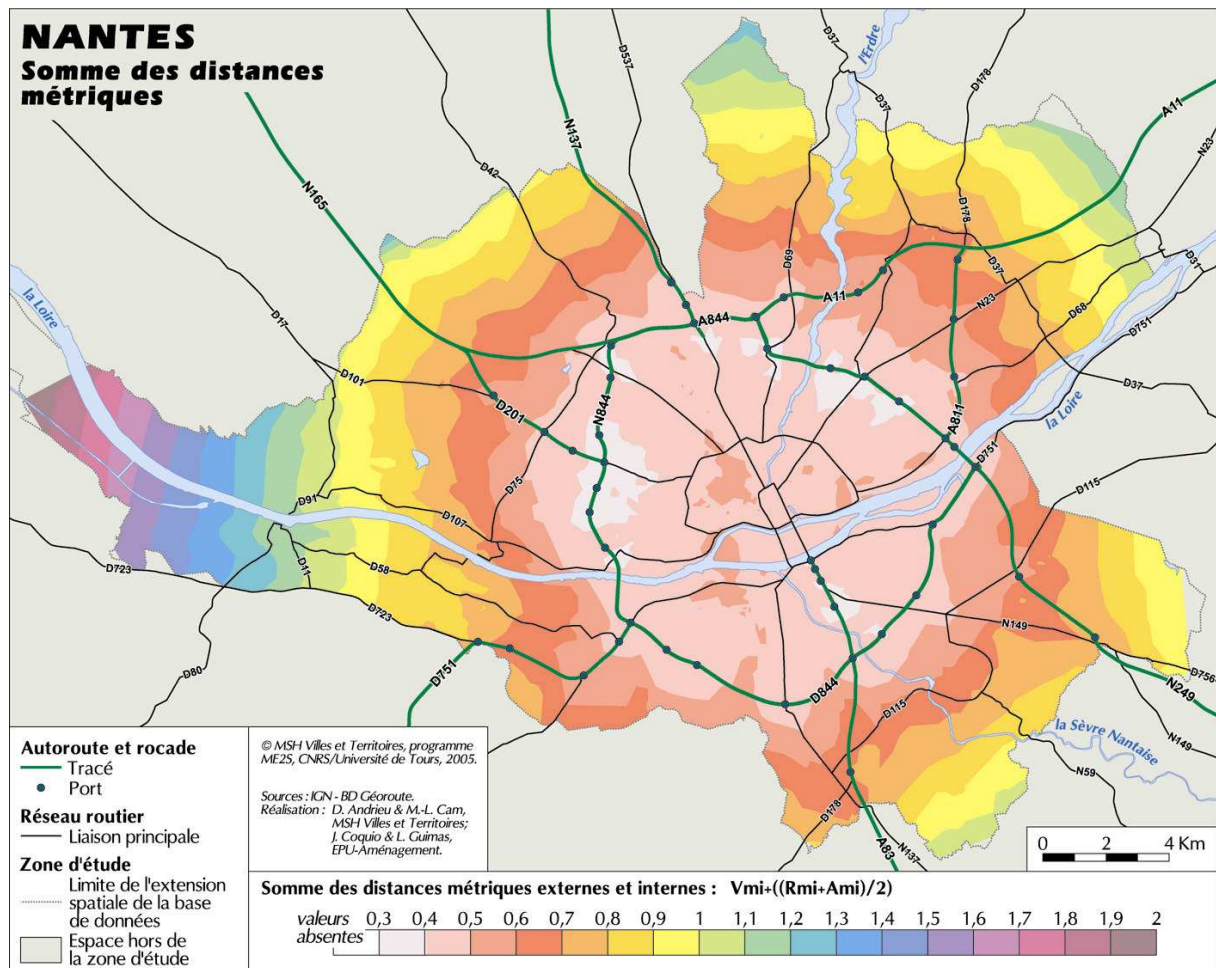 NANTES
Somme des distances
métriques
N165
N137
D537
D42
D37
l'Erdre
D178
D37
A11
N23
D17
la Loire
D69
D178
D37
D31
A11
N23
D68
D751
A844
D101
D201
N844
D37
A811
la Loire
D751
D75
D115
D91
D107
D11
D58
D723
D723
N149
D80
D751
D756
D844
N249
D115
la Sèvre Nantaise
N149
N59
D178
A83
N137
Autoroute et rocade
Tracé
Port
Réseau routier
Liaison principale
Zone d'étude
Limite de l'extension
spatiale de la base
de données
Espace hors de
la zone d'étude
© MSH Villes et Territoires, programme
ME2S, CNRS/Université de Tours, 2005.
Sources : IGN - BD Géoroute.
Réalisation : D. Andrieu & M.-L. Cam,
MSH Villes et Territoires;
J. Coquio & L. Guimas,
EPU-Aménagement.
0 2 4 Km
Somme des distances métriques externes et internes : Vmi+((Rmi+Ami)/2)
valeurs
absentes
0,3 0,4 0,5 0,6 0,7 0,8 0,9 1 1,1 1,2 1,3 1,4 1,5 1,6 1,7 1,8 1,9 2